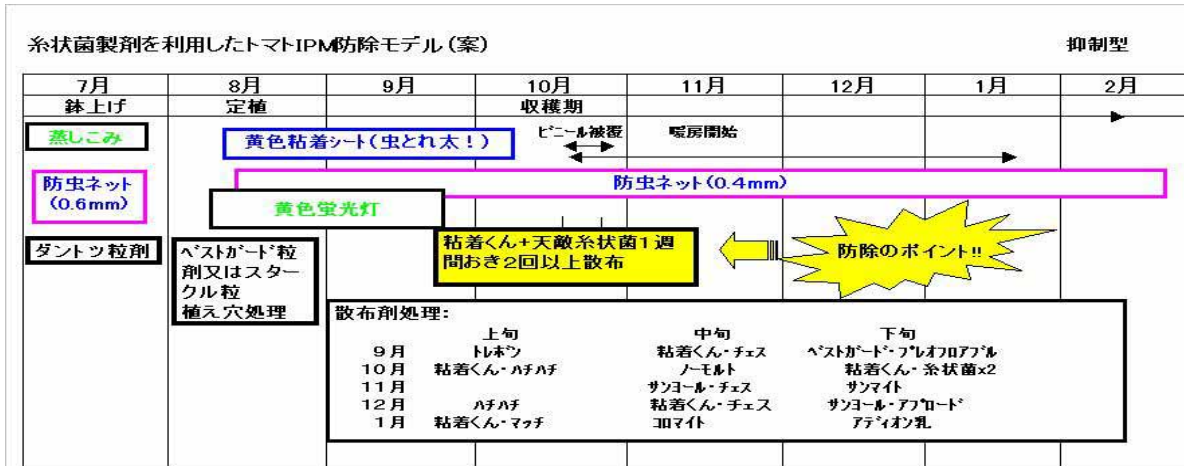 糸状菌製剤を利用したトマトIPM防除モデル(案)
抑制型
7月 8月 9月 10月 11月 12月 1月 2月
鉢上げ 定植 収穫期
蒸しこみ
黄色粘着シート(虫とれ太!)
ビニール被覆 暖房開始
防虫ネット
(0.6mm)
防虫ネット(0.4mm)
黄色蛍光灯
ダントツ粒剤
ベストガード粒
剤又はスター
クル粒
植え穴処理
粘着くん+天敵糸状菌1週
間おき2回以上散布
防除のポイント!!
散布剤処理:
上旬 中旬 下旬
9月 トレボン 粘着くん・チェス ベストガード・プレオフロアブル
10月 粘着くん・ハチハチ ノーモルト 粘着くん・糸状菌x2
11月 サンヨール・チェス サンマイト
12月 ハチハチ 粘着くん・チェス サンヨール・アプロード
1月 粘着くん・マッチ コロマイト アディオン乳